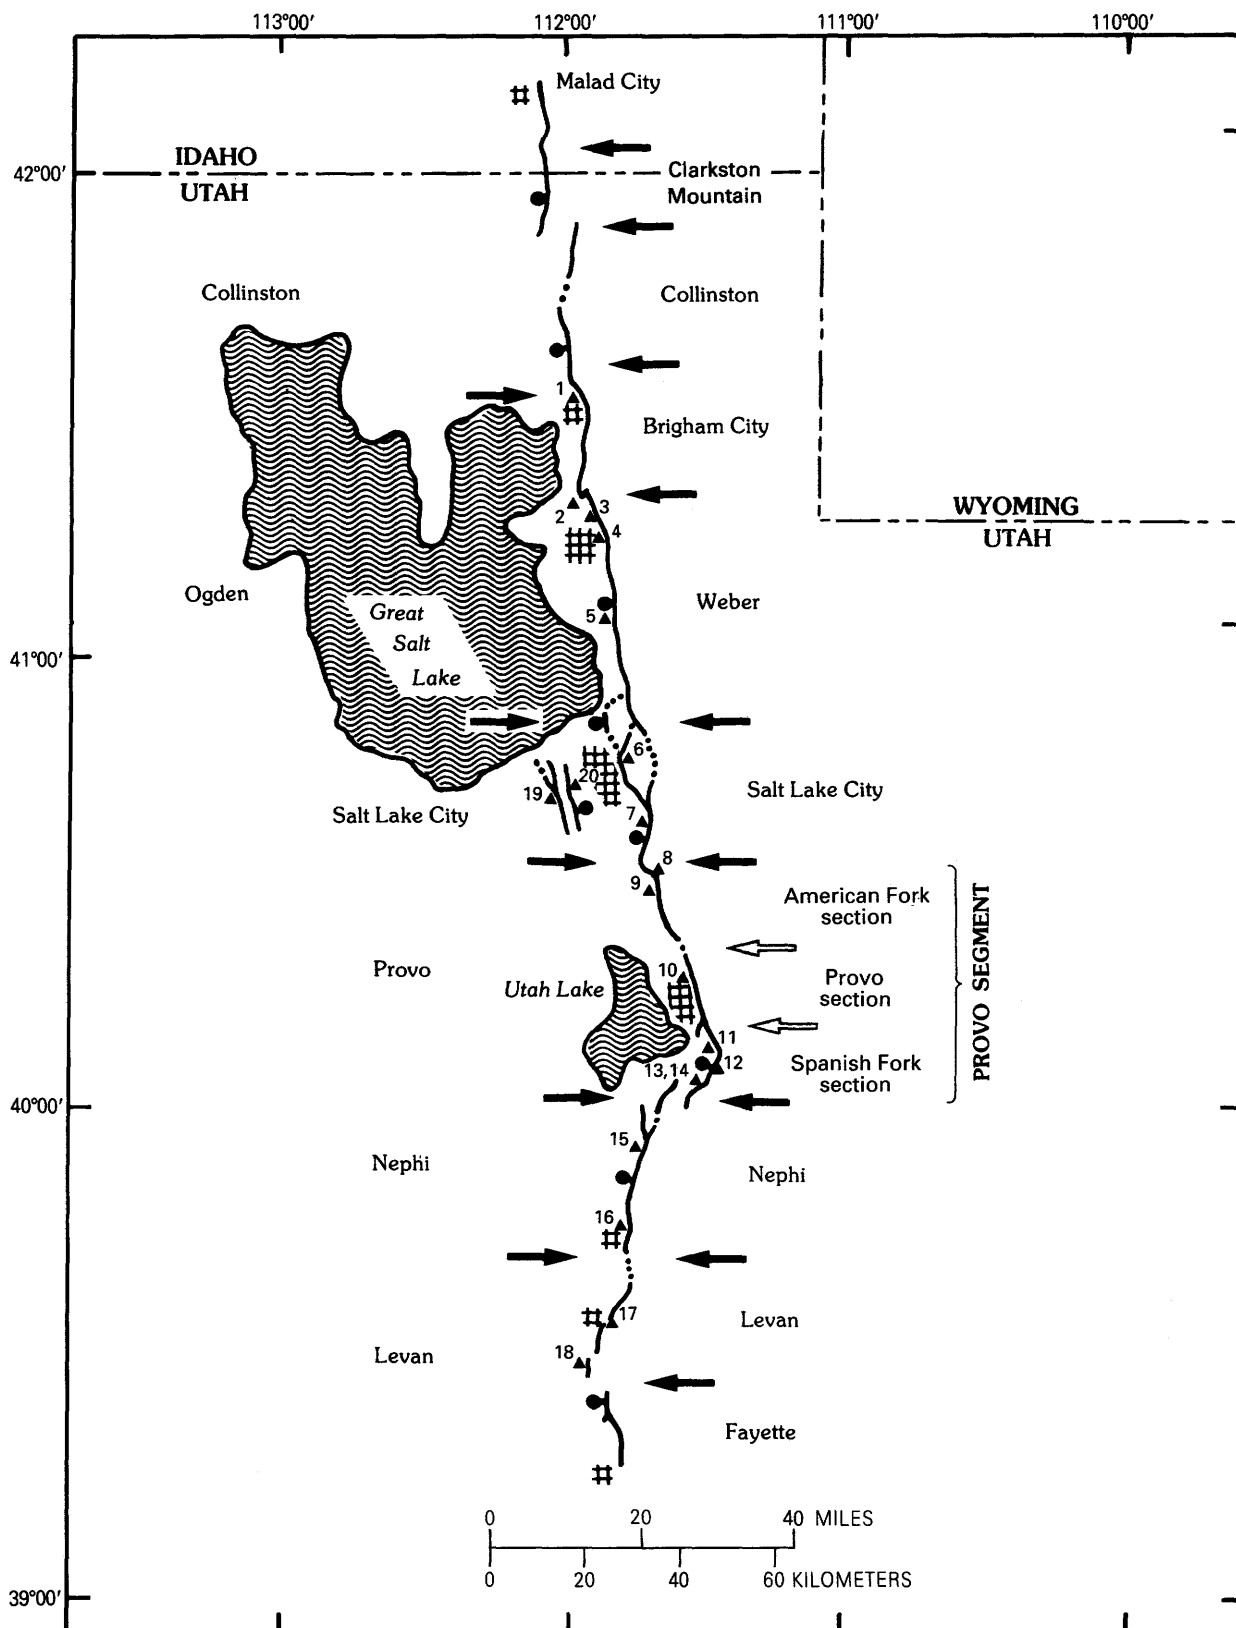 113°00'
112°00'
111°00'
110°00'
Malad City
IDAHO
42°00'
UTAH
Clarkston
Mountain
Collinston
Collinston
1
Brigham City
2
3
4
WYOMING
UTAH
Ogden
Weber
Great
Salt
Lake
5
41°00'
6
20
19
Salt Lake City
Salt Lake City
7
8
9
American Fork
section
Provo
10
Utah Lake
Provo
section
PROVO SEGMENT
11
12
13,14
Spanish Fork
section
40°00'
15
Nephi
Nephi
16
17
Levan
18
Levan
Fayette
0 20 40 MILES
0 20 40 60 KILOMETERS
39°00'